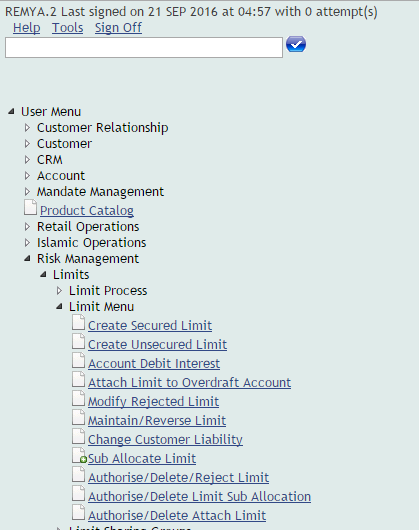 REMYA.2 Last signed on 21 SEP 2016 at 04:57 with 0 attempt(s)
Help Tools Sign Off
User Menu
Customer Relationship
Customer
CRM
Account
Mandate Management
Product Catalog
Retail Operations
Islamic Operations
Risk Management
Limits
Limit Process
Limit Menu
Create Secured Limit
Create Unsecured Limit
Account Debit Interest
Attach Limit to Overdraft Account
Modify Rejected Limit
Maintain/Reverse Limit
Change Customer Liability
Sub Allocate Limit
Authorise/Delete/Reject Limit
Authorise/Delete Limit Sub Allocation
Authorise/Delete Attach Limit
Limit Sharing Groups